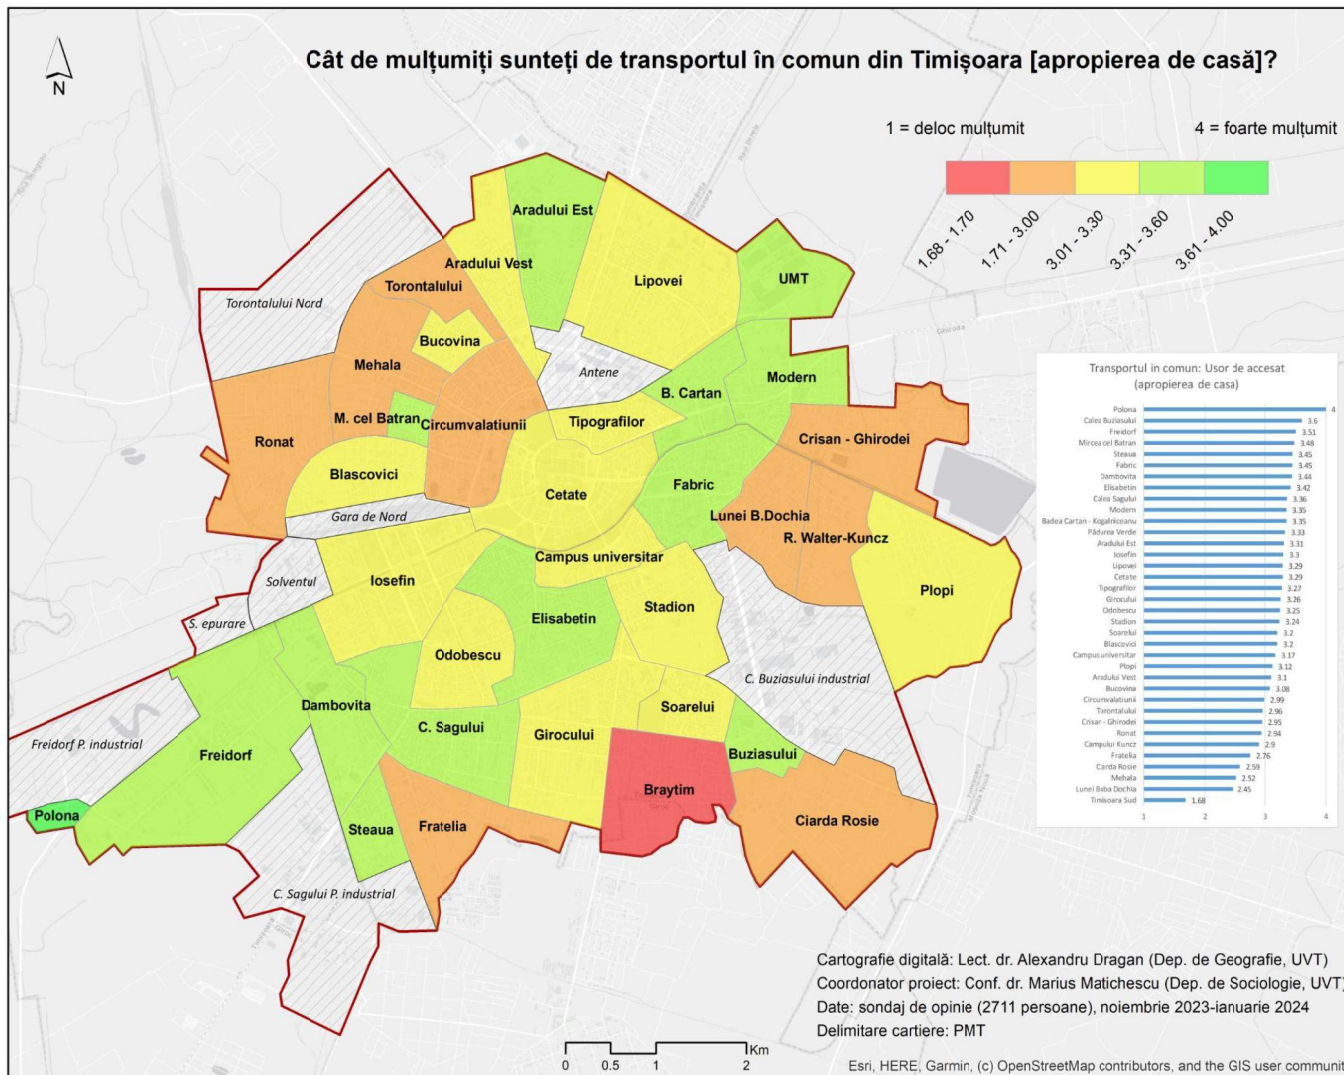 Cât de mulțumiți sunteți de transportul în comun din Timișoara [apropierea de casă]?
N
1 = deloc mulțumit
4 = foarte mulțumit
1.68 - 1.70
1.71 - 3.00
3.01 - 3.30
3.31 - 3.60
3.61 - 4.00
Aradului Est
Aradului Vest
Torontalului
Torontalului Nord
Lipovei
UMT
Bucovina
Mehala
Antene
B. Cartan
Modern
M. cel Batran
Circumvalatiunii
Tipografilor
Ronat
Crisan - Ghirodei
Blascovici
Cetate
Fabric
Gara de Nord
Lunei B.Dochia
R. Walter-Kuncz
Campus universitar
Solventul
Iosefin
Plopi
Stadion
Elisabetin
S. epurare
Odobescu
C. Buziasului industrial
Dambovita
Soarelui
C. Sagului
Girocului
Freidorf P. industrial
Freidorf
Buziasului
Braytim
Polona
Steaua
Fratelia
Ciarda Rosie
C. Sagului P. industrial
Ghiroda
Transportul in comun: Usor de accesat
(apropierea de casa)
Polona 4
Calea Buziasului 3.6
Freidorf 3.51
Mircea cel Batran 3.48
Steaua 3.45
Fabric 3.45
Dambovita 3.44
Elisabetin 3.42
Calea Sagului 3.36
Modern 3.35
Badea Cartan - Kogalniceanu 3.35
Pădurea Verde 3.33
Aradului Est 3.31
Iosefin 3.3
Lipovei 3.29
Cetate 3.29
Tipografilor 3.27
Girocului 3.26
Odobescu 3.25
Stadion 3.24
Soarelui 3.2
Blascovici 3.2
Campus universitar 3.17
Plopi 3.12
Aradului Vest 3.1
Bucovina 3.08
Circumvalatiunii 2.99
Torontalului 2.96
Crisar - Ghirodei 2.95
Ronat 2.94
Campului Kuncz 2.9
Fratelia 2.76
Carda Rosie 2.59
Mehala 2.52
Lunei Baba Dochia 2.45
Timisoara Sud 1.68
1 2 3 4
Cartografie digitală: Lect. dr. Alexandru Dragan (Dep. de Geografie, UVT)
Coordonator proiect: Conf. dr. Marius Matichescu (Dep. de Sociologie, UVT)
Date: sondaj de opinie (2711 persoane), noiembrie 2023-ianuarie 2024
Delimitare cartiere: PMT
0 0.5 1 2 Km
Esri, HERE, Garmin, (c) OpenStreetMap contributors, and the GIS user communi